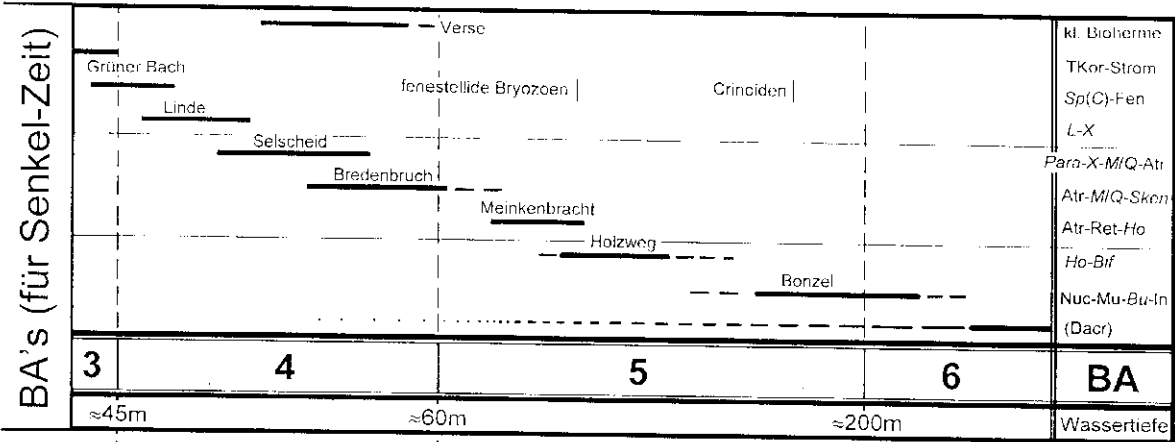 BA's (für Senkel-Zeit)
Verse
kl. Bioherme
Grüner Bach
TKor-Strom
fenestellide Bryozoen
Crinoiden
Sp(C)-Fen
Linde
L-X
Selscheid
Para-X-M/Q-Atr
Bredenbruch
Atr-M/Q-Sken
Meinkenbracht
Atr-Ret-Ho
Holzweg
Ho-Bif
Bonzel
Nuc-Mu-Bu-In
(Dacr)
3 4 5 6 BA
≈45m ≈60m ≈200m Wassertiefe